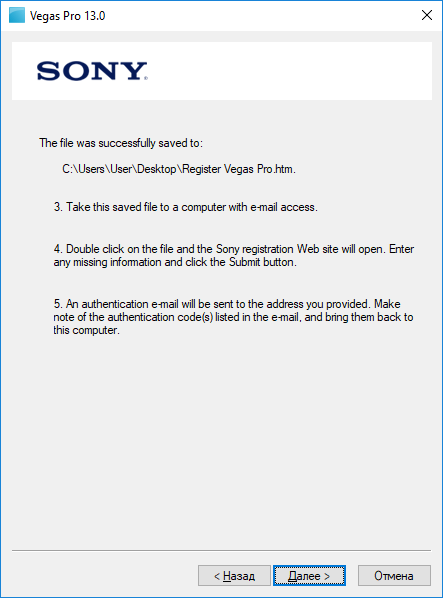 Vegas Pro 13.0
SONY
The file was successfully saved to:
C:\Users\User\Desktop\Register Vegas Pro.htm.
3. Take this saved file to a computer with e-mail access.
4. Double click on the file and the Sony registration Web site will open. Enter
any missing information and click the Submit button.
5. An authentication e-mail will be sent to the address you provided. Make
note of the authentication code(s) listed in the e-mail, and bring them back to
this computer.
< Назад
Далее >
Отмена